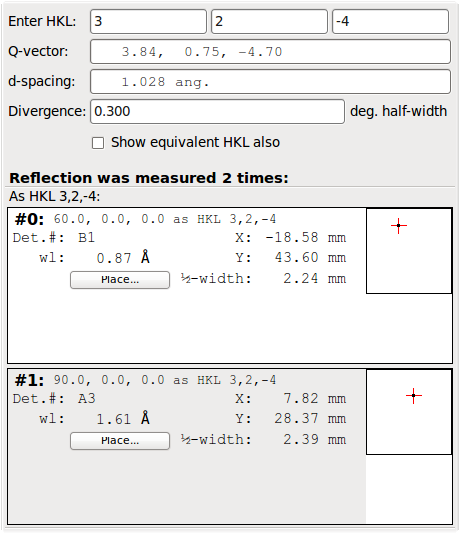 Enter HKL: 3 2 -4
Q-vector: 3.84, 0.75, -4.70
d-spacing: 1.028 ang.
Divergence: 0.300 deg. half-width
Show equivalent HKL also
Reflection was measured 2 times:
As HKL 3,2,-4:
#0: 60.0, 0.0, 0.0 as HKL 3,2,-4
Det.#: B1 X: -18.58 mm
wl: 0.87 Å Y: 43.60 mm
Place... ½-width: 2.24 mm
#1: 90.0, 0.0, 0.0 as HKL 3,2,-4
Det.#: A3 X: 7.82 mm
wl: 1.61 Å Y: 28.37 mm
Place... ½-width: 2.39 mm